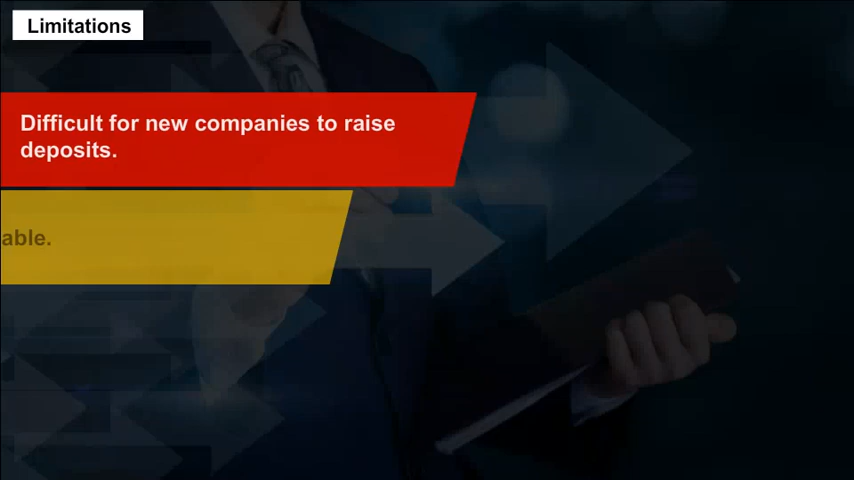 Limitations
Difficult for new companies to raise
deposits.
able.